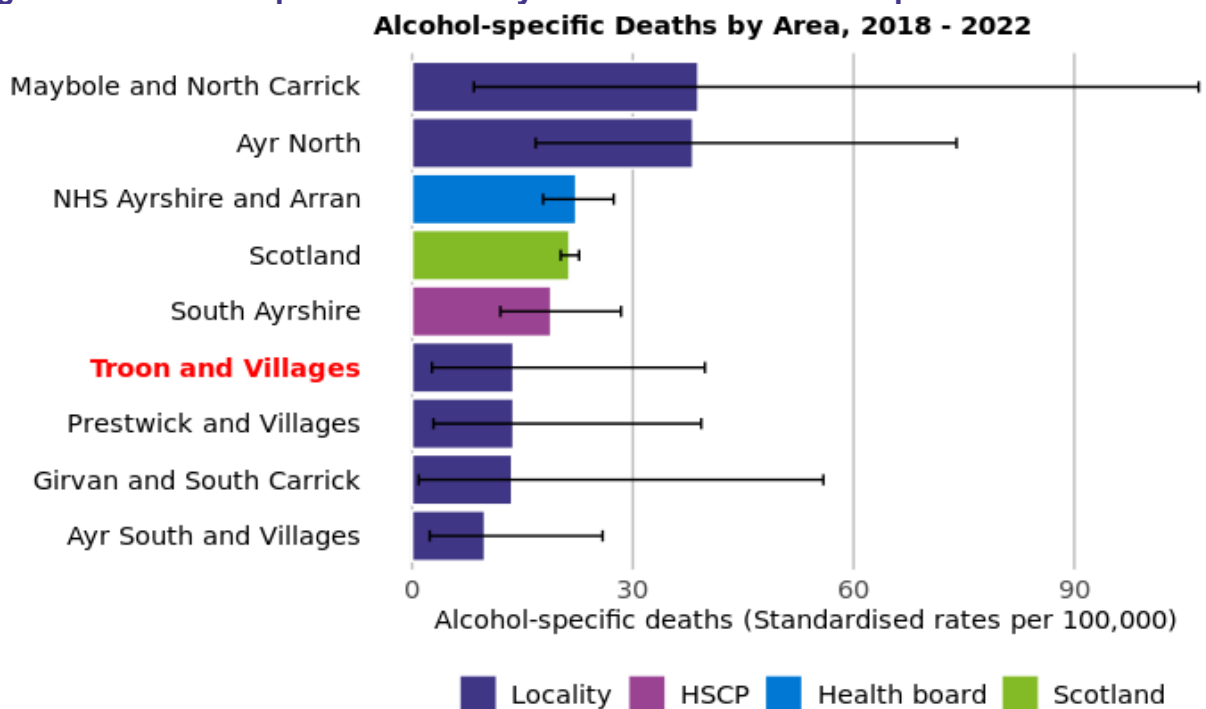 Alcohol-specific Deaths by Area, 2018 - 2022
Maybole and North Carrick
Ayr North
NHS Ayrshire and Arran
Scotland
South Ayrshire
Troon and Villages
Prestwick and Villages
Girvan and South Carrick
Ayr South and Villages
0 30 60 90
Alcohol-specific deaths (Standardised rates per 100,000)
Locality HSCP Health board Scotland